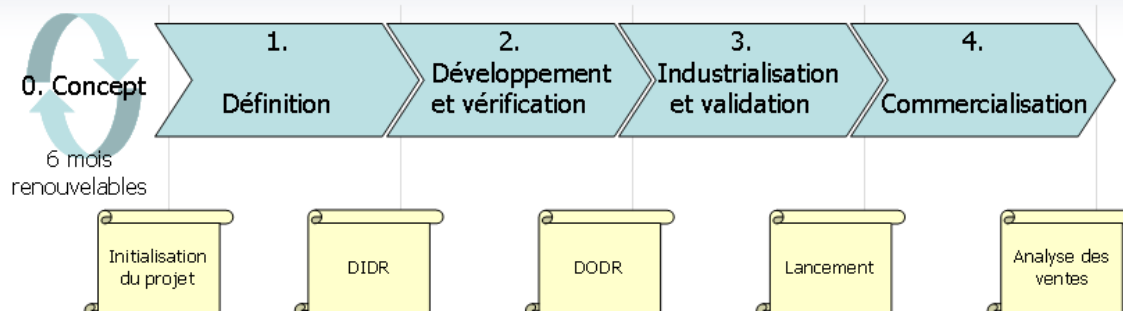 0. Concept
6 mois
renouvelables
1.
Définition
2.
Développement
et vérification
3.
Industrialisation
et validation
4.
Commercialisation
Initialisation
du projet
DIDR
DODR
Lancement
Analyse des
ventes